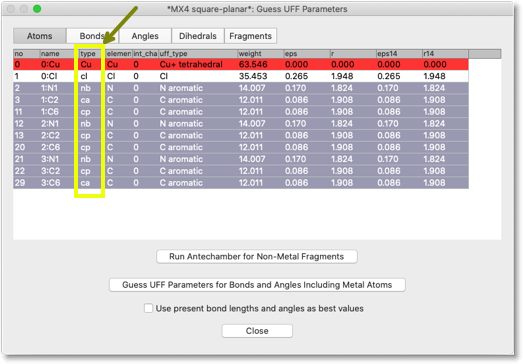 *MX4 square-planar*: Guess UFF Parameters
Atoms Bonds Angles Dihedrals Fragments
no name type elemen int_cha uff_type weight eps r eps14 r14
0 0:Cu Cu Cu 0 Cu+ tetrahedral 63.546 0.000 0.000 0.000 0.000
1 0:Cl cl Cl 0 Cl 35.453 0.265 1.948 0.265 1.948
2 1:N1 nb N 0 N aromatic 14.007 0.170 1.824 0.170 1.824
3 1:C2 ca C 0 C aromatic 12.011 0.086 1.908 0.086 1.908
11 1:C6 cp C 0 C aromatic 12.011 0.086 1.908 0.086 1.908
12 2:N1 nb N 0 N aromatic 14.007 0.170 1.824 0.170 1.824
13 2:C2 cp C 0 C aromatic 12.011 0.086 1.908 0.086 1.908
20 2:C6 cp C 0 C aromatic 12.011 0.086 1.908 0.086 1.908
21 3:N1 nb N 0 N aromatic 14.007 0.170 1.824 0.170 1.824
22 3:C2 cp C 0 C aromatic 12.011 0.086 1.908 0.086 1.908
29 3:C6 ca C 0 C aromatic 12.011 0.086 1.908 0.086 1.908
Run Antechamber for Non-Metal Fragments
Guess UFF Parameters for Bonds and Angles Including Metal Atoms
Use present bond lengths and angles as best values
Close